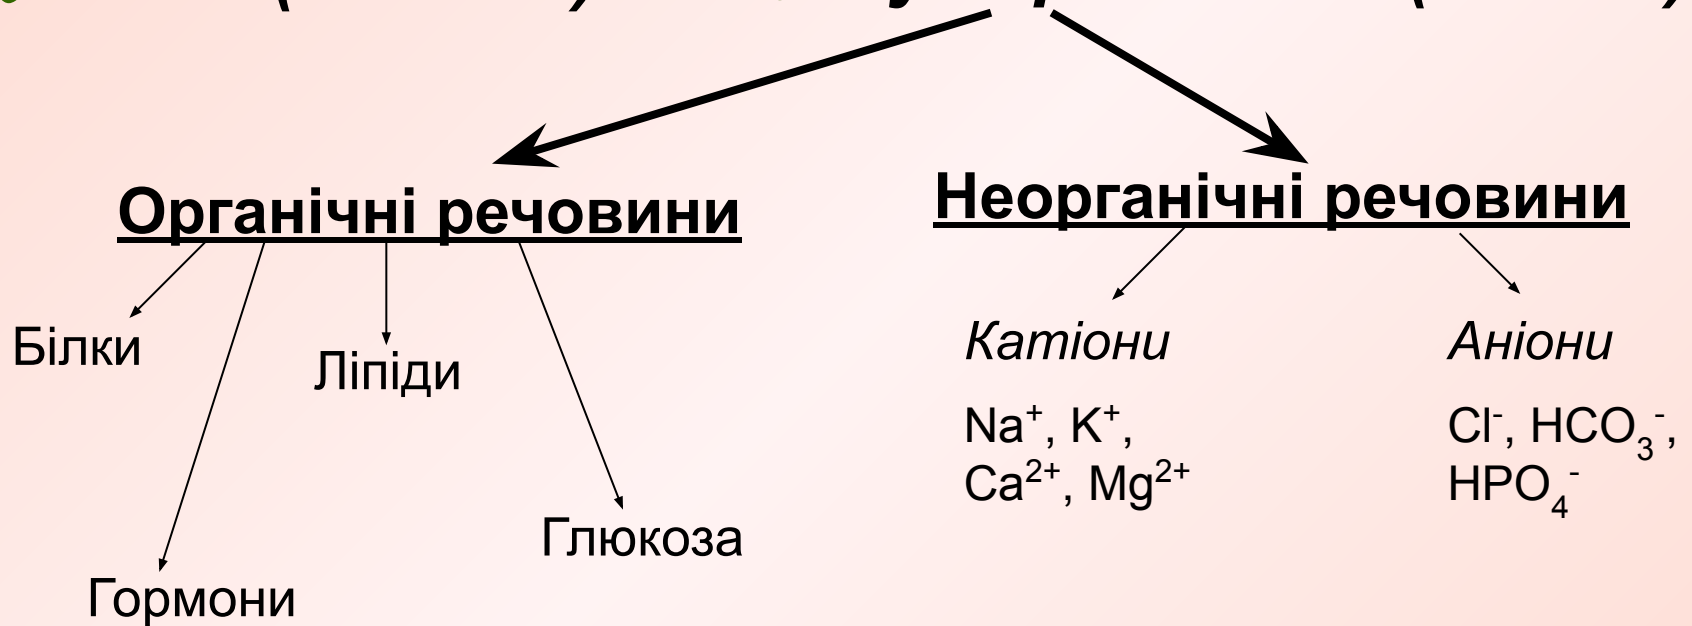 Органічні речовини
Неорганічні речовини
Білки
Ліпіди
Глюкоза
Гормони
Катіони
Na⁺, K⁺,
Ca²⁺, Mg²⁺
Аніони
Cl⁻, HCO₃⁻,
HPO₄⁻